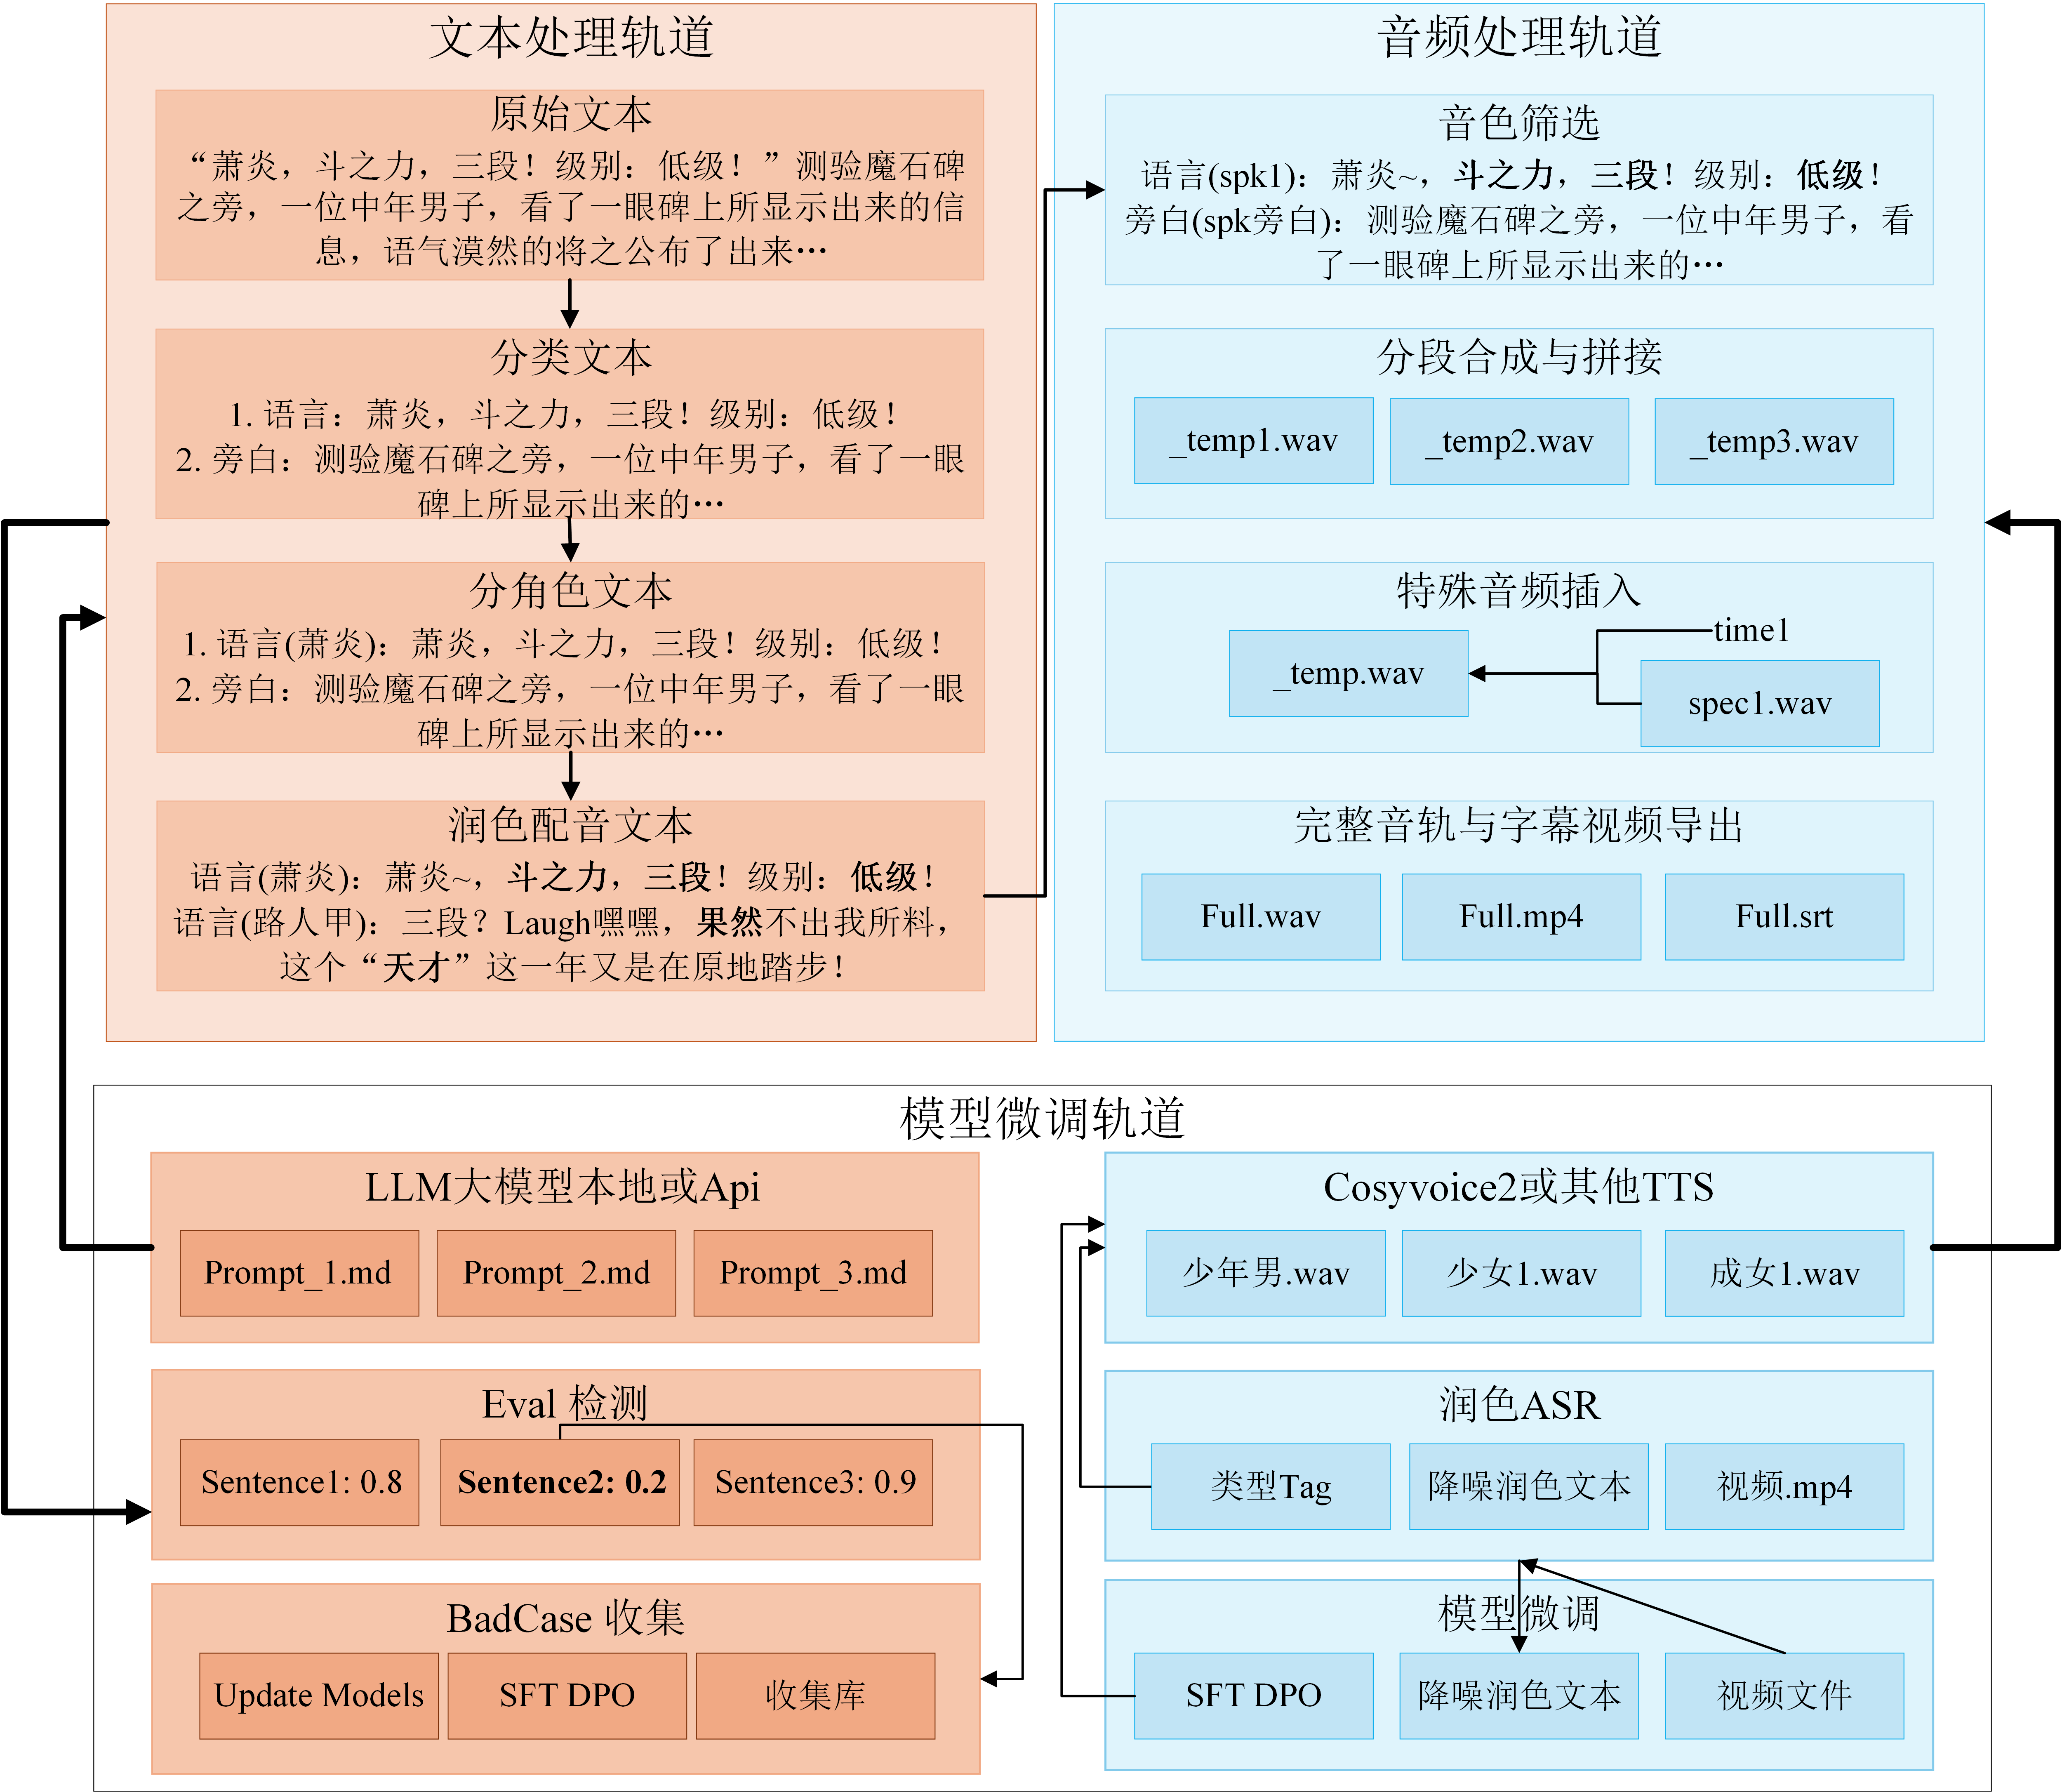 文本处理轨道
原始文本
“萧炎，斗之力，三段！级别：低级！”测验魔石碑
之旁，一位中年男子，看了一眼碑上所显示出来的信
息，语气漠然的将之公布了出来…
分类文本
1. 语言：萧炎，斗之力，三段！级别：低级！
2. 旁白：测验魔石碑之旁，一位中年男子，看了一眼
碑上所显示出来的…
分角色文本
1. 语言(萧炎)：萧炎，斗之力，三段！级别：低级！
2. 旁白：测验魔石碑之旁，一位中年男子，看了一眼
碑上所显示出来的…
润色配音文本
语言(萧炎)：萧炎~，斗之力，三段！级别：低级！
语言(路人甲)：三段？Laugh嘿嘿，果然不出我所料，
这个“天才”这一年又是在原地踏步！
音频处理轨道
音色筛选
语言(spk1)：萧炎~，斗之力，三段！级别：低级！
旁白(spk旁白)：测验魔石碑之旁，一位中年男子，看
了一眼碑上所显示出来的…
分段合成与拼接
_temp1.wav
_temp2.wav
_temp3.wav
特殊音频插入
time1
_temp.wav
spec1.wav
完整音轨与字幕视频导出
Full.wav
Full.mp4
Full.srt
模型微调轨道
LLM大模型本地或Api
Prompt_1.md
Prompt_2.md
Prompt_3.md
Eval 检测
Sentence1: 0.8
Sentence2: 0.2
Sentence3: 0.9
BadCase 收集
Update Models
SFT DPO
收集库
Cosyvoice2或其他TTS
少年男.wav
少女1.wav
成女1.wav
润色ASR
类型Tag
降噪润色文本
视频.mp4
模型微调
SFT DPO
降噪润色文本
视频文件